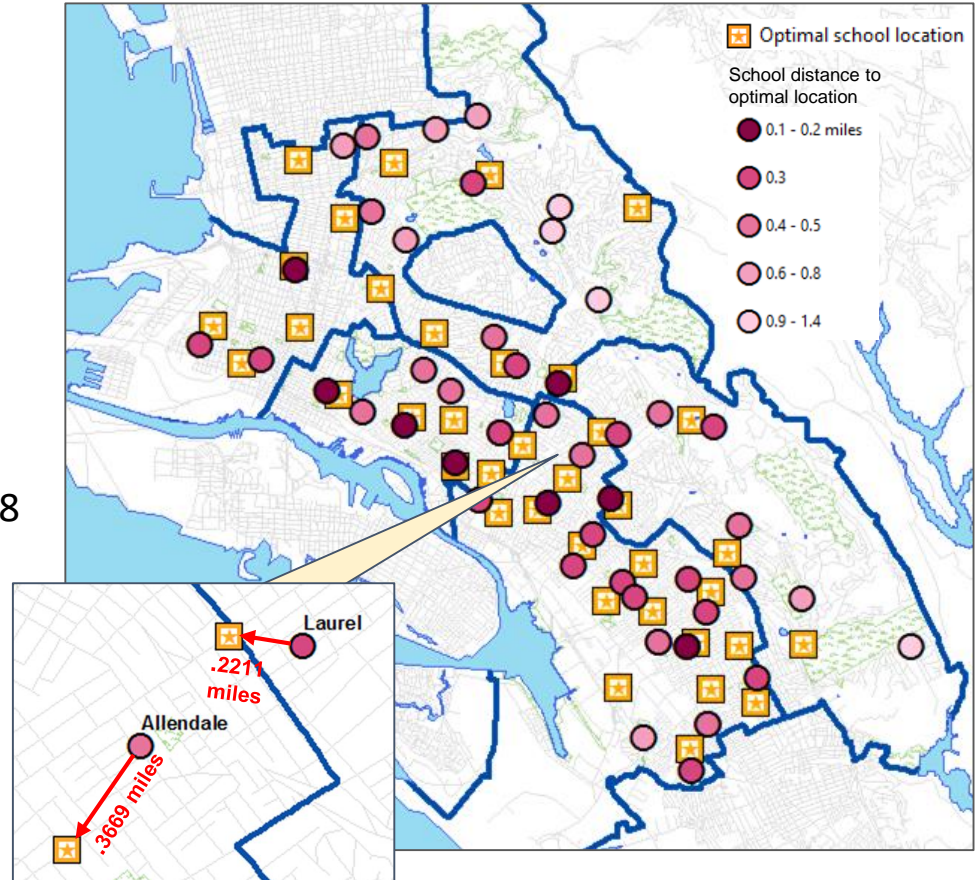 Optimal school location
School distance to
optimal location
0.1 - 0.2 miles
0.3
0.4 - 0.5
0.6 - 0.8
0.9 - 1.4
8
Laurel
.2211
miles
Allendale
.3669 miles